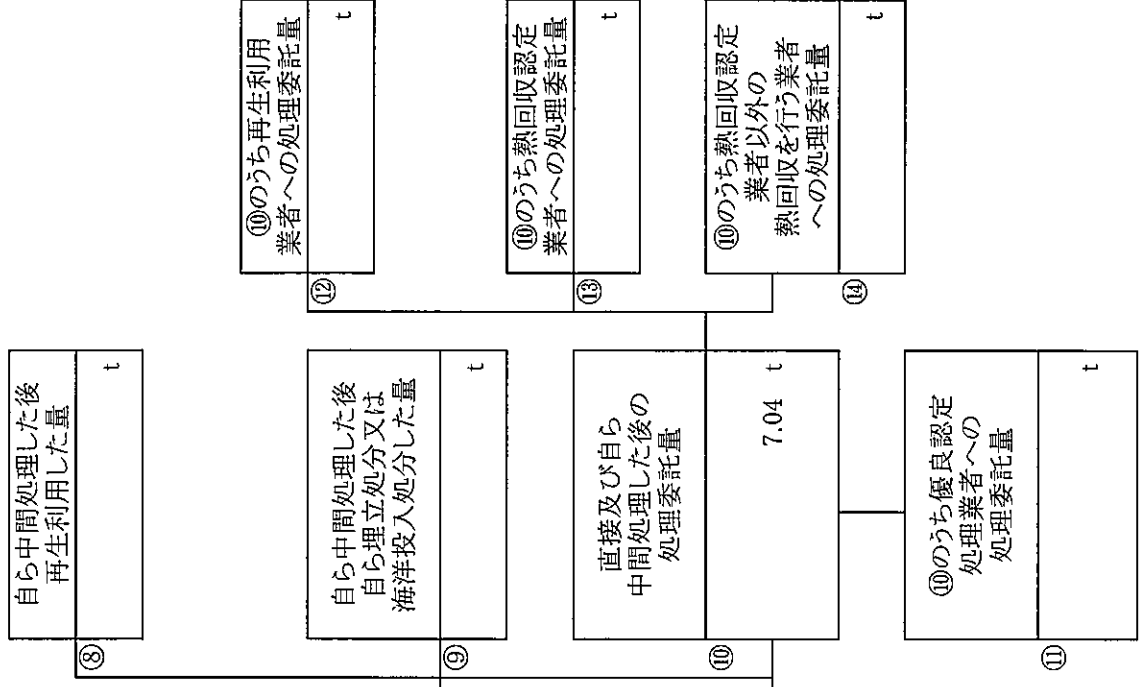 ⑧
自ら中間処理した後
再生利用した量
t
⑨
自ら中間処理した後
自ら埋立処分又は
海洋投入処分した量
t
⑩
直接及び自ら
中間処理した後の
処理委託量
7.04 t
⑪
⑩のうち優良認定
処理業者への
処理委託量
t
⑫
⑩のうち再生利用
業者への処理委託量
t
⑬
⑩のうち熱回収認定
業者への処理委託量
t
⑭
⑩のうち熱回収認定
業者以外の
熱回収を行う業者
への処理委託量
t